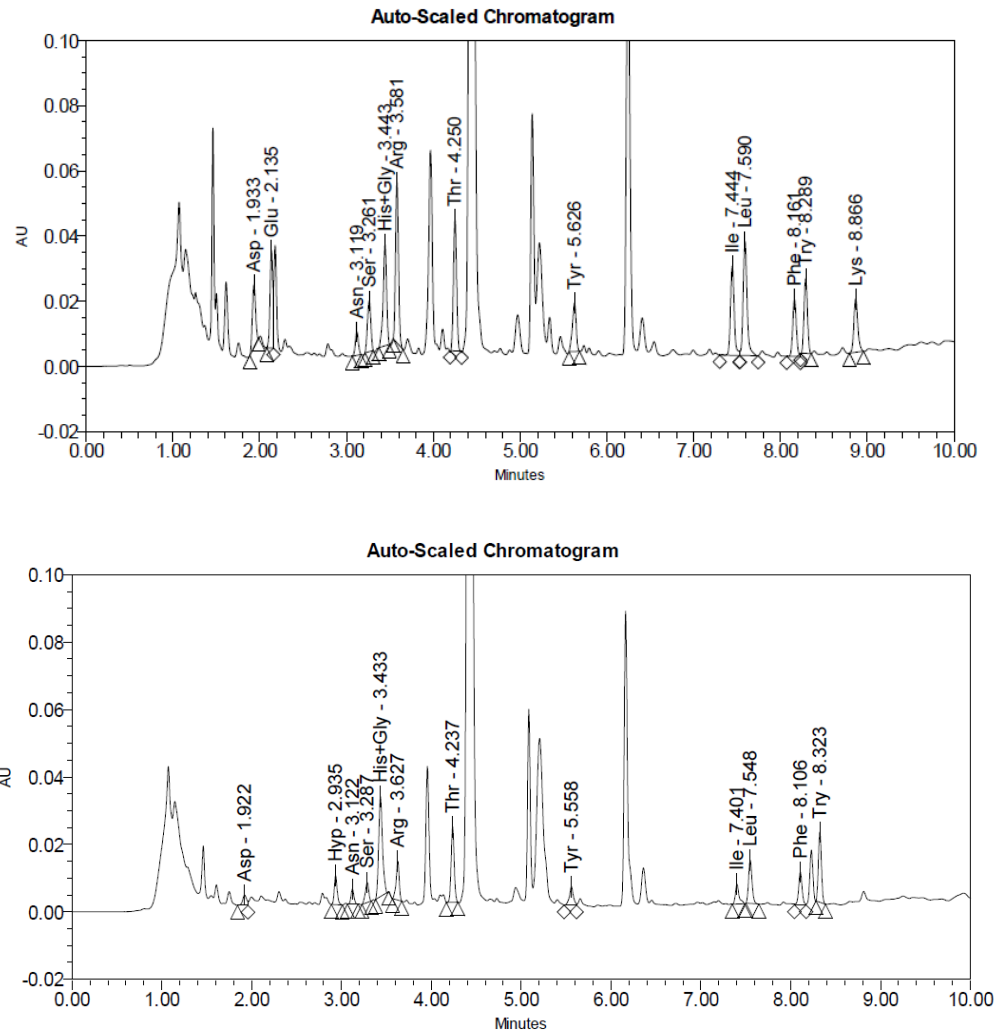 Auto-Scaled Chromatogram
0.10
0.08
0.06
0.04
0.02
0.00
-0.02
AU
Asp - 1.933
Glu - 2.135
Asn - 3.119
Ser - 3.261
His+Gly - 3.443
Arg - 3.581
Thr - 4.250
Tyr - 5.626
Ile - 7.444
Leu - 7.590
Phe - 8.161
Try - 8.289
Lys - 8.866
0.00 1.00 2.00 3.00 4.00 5.00 6.00 7.00 8.00 9.00 10.00
Minutes
Auto-Scaled Chromatogram
0.10
0.08
0.06
0.04
0.02
0.00
-0.02
AU
Asp - 1.922
Hyp - 2.935
Asn - 3.122
Ser - 3.287
His+Gly - 3.433
Arg - 3.627
Thr - 4.237
Tyr - 5.558
Ile - 7.401
Leu - 7.548
Phe - 8.106
Try - 8.323
0.00 1.00 2.00 3.00 4.00 5.00 6.00 7.00 8.00 9.00 10.00
Minutes